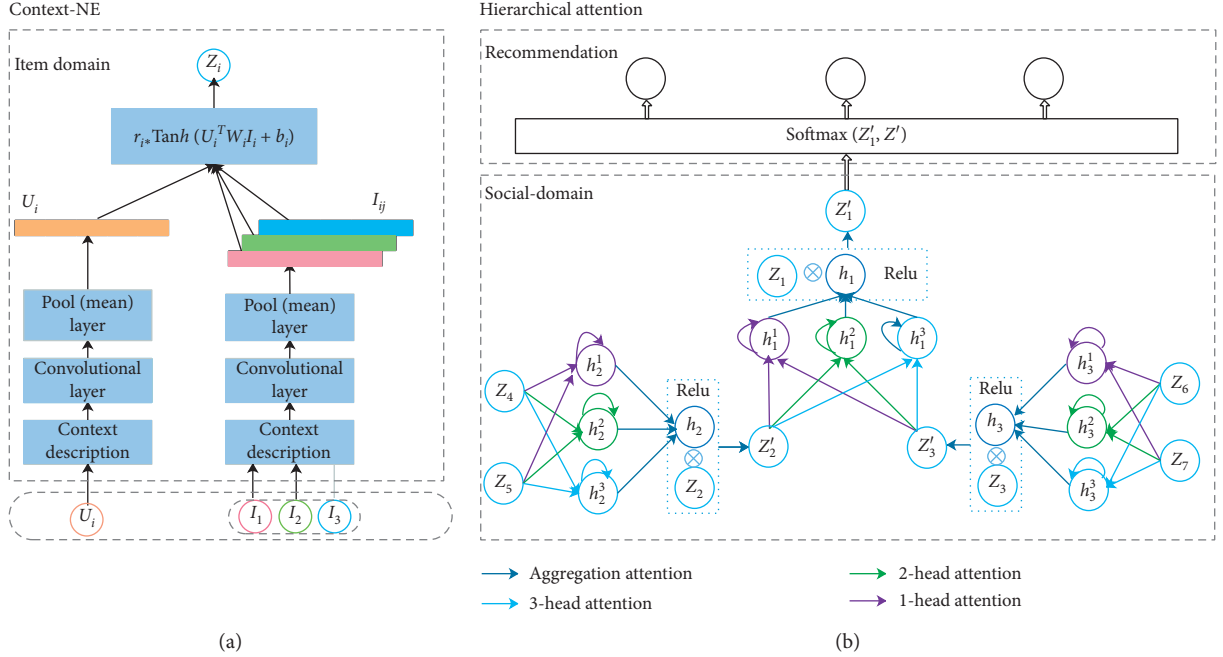 Context-NE
Item domain
Z_i
r_{i*} Tanh (U_i^T W_i I_i + b_i)
U_i
I_{ij}
Pool (mean)
layer
Pool (mean)
layer
Convolutional
layer
Convolutional
layer
Context
description
Context
description
U_i
I_1
I_2
I_3
(a)
Hierarchical attention
Recommendation
Softmax (Z'_1, Z')
Social-domain
Z'_1
Z_1
⊗
h_1
Relu
h_1^1
h_1^2
h_1^3
h_2^1
Z_4
h_2^2
Z_5
h_2^3
Relu
h_2
⊗
Z_2
Z'_2
Z'_3
Relu
h_3
⊗
Z_3
h_3^1
Z_6
h_3^2
Z_7
h_3^3
Aggregation attention
2-head attention
3-head attention
1-head attention
(b)